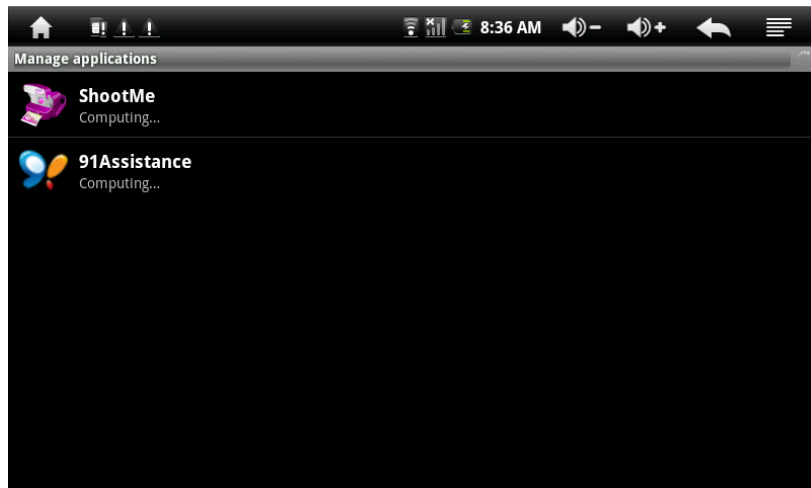 8:36 AM
Manage applications
ShootMe
Computing...
91Assistance
Computing...